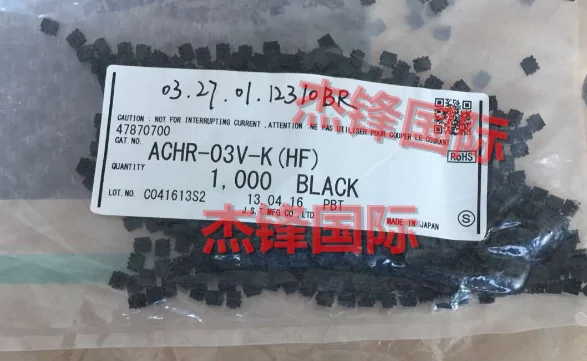 03.27.01.12310BR
杰锋国际
CAUTION : NOT FOR INTERRUPTING CURRENT. ATTENTION :NE PAS UTILISER POUR COUPER LE COURANT
47870700
CAT. NO. ACHR-03V-K(HF)
RoHS
QUANTITY 1,000 BLACK
LOT. NO. C041613S2 13.04.16 PBT
J.S.T MFG CO.,LTD
MADE IN JAPAN
S
杰锋国际